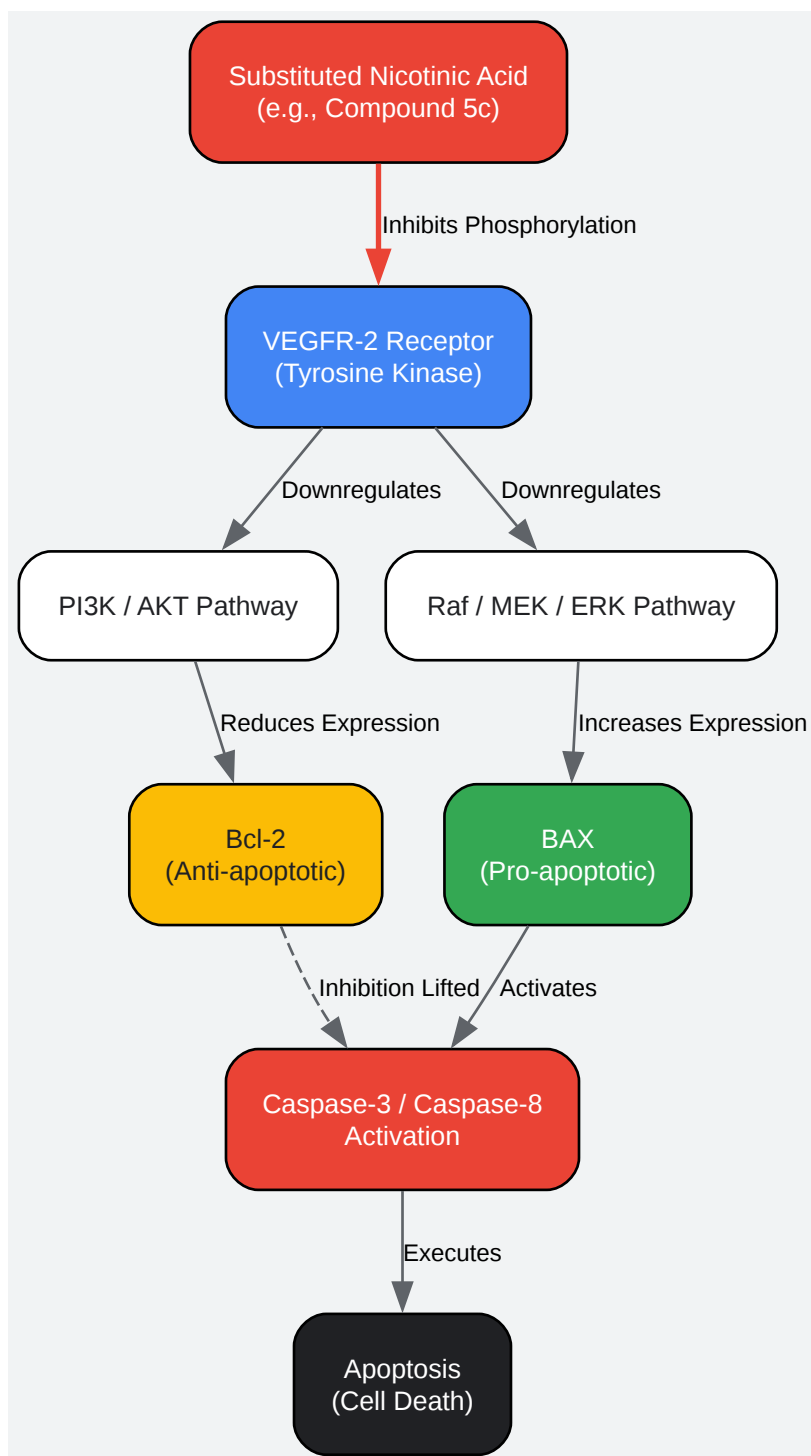 Substituted Nicotinic Acid
(e.g., Compound 5c)
Inhibits Phosphorylation
VEGFR-2 Receptor
(Tyrosine Kinase)
Downregulates
Downregulates
PI3K / AKT Pathway
Raf / MEK / ERK Pathway
Reduces Expression
Increases Expression
Bcl-2
(Anti-apoptotic)
BAX
(Pro-apoptotic)
Inhibition Lifted
Activates
Caspase-3 / Caspase-8
Activation
Executes
Apoptosis
(Cell Death)